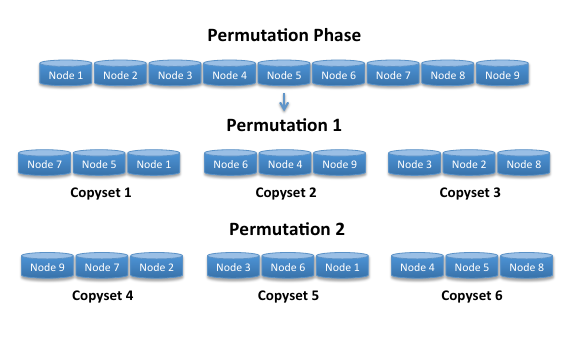 Permutation Phase
Node 1 Node 2 Node 3 Node 4 Node 5 Node 6 Node 7 Node 8 Node 9
Permutation 1
Node 7 Node 5 Node 1 Node 6 Node 4 Node 9 Node 3 Node 2 Node 8
Copyset 1 Copyset 2 Copyset 3
Permutation 2
Node 9 Node 7 Node 2 Node 3 Node 6 Node 1 Node 4 Node 5 Node 8
Copyset 4 Copyset 5 Copyset 6